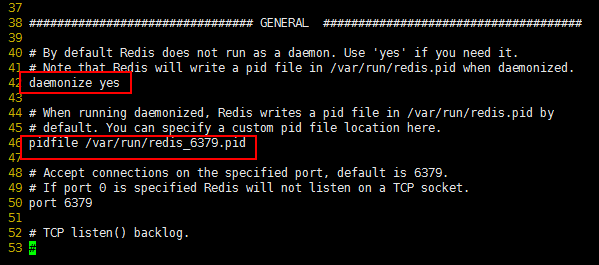 37
38 ################################ GENERAL #####################################
39
40 # By default Redis does not run as a daemon. Use 'yes' if you need it.
41 # Note that Redis will write a pid file in /var/run/redis.pid when daemonized.
42 daemonize yes
43
44 # When running daemonized, Redis writes a pid file in /var/run/redis.pid by
45 # default. You can specify a custom pid file location here.
46 pidfile /var/run/redis_6379.pid
47
48 # Accept connections on the specified port, default is 6379.
49 # If port 0 is specified Redis will not listen on a TCP socket.
50 port 6379
51
52 # TCP listen() backlog.
53 #